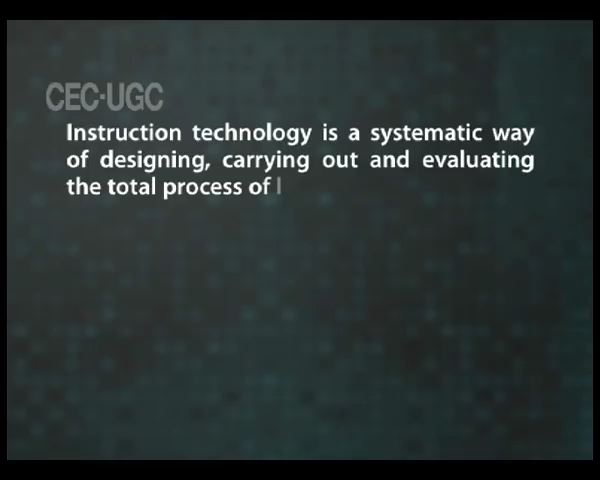 CEC-UGC
Instruction technology is a systematic way
of designing, carrying out and evaluating
the total process of l